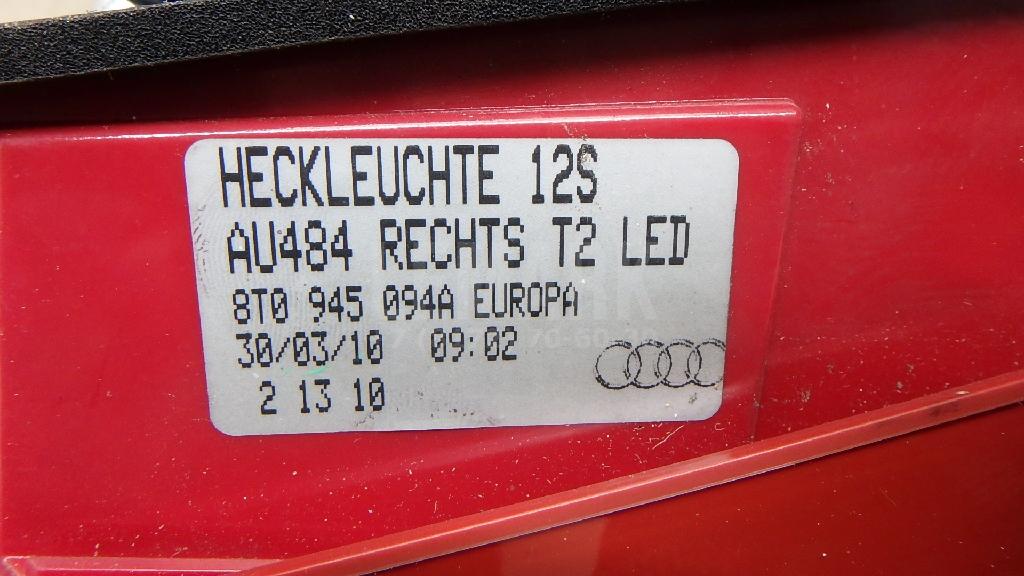 HECKLEUCHTE 12S
AU484 RECHTS T2 LED
8T0 945 094A EUROPA
30/03/10 09:02
2 13 10